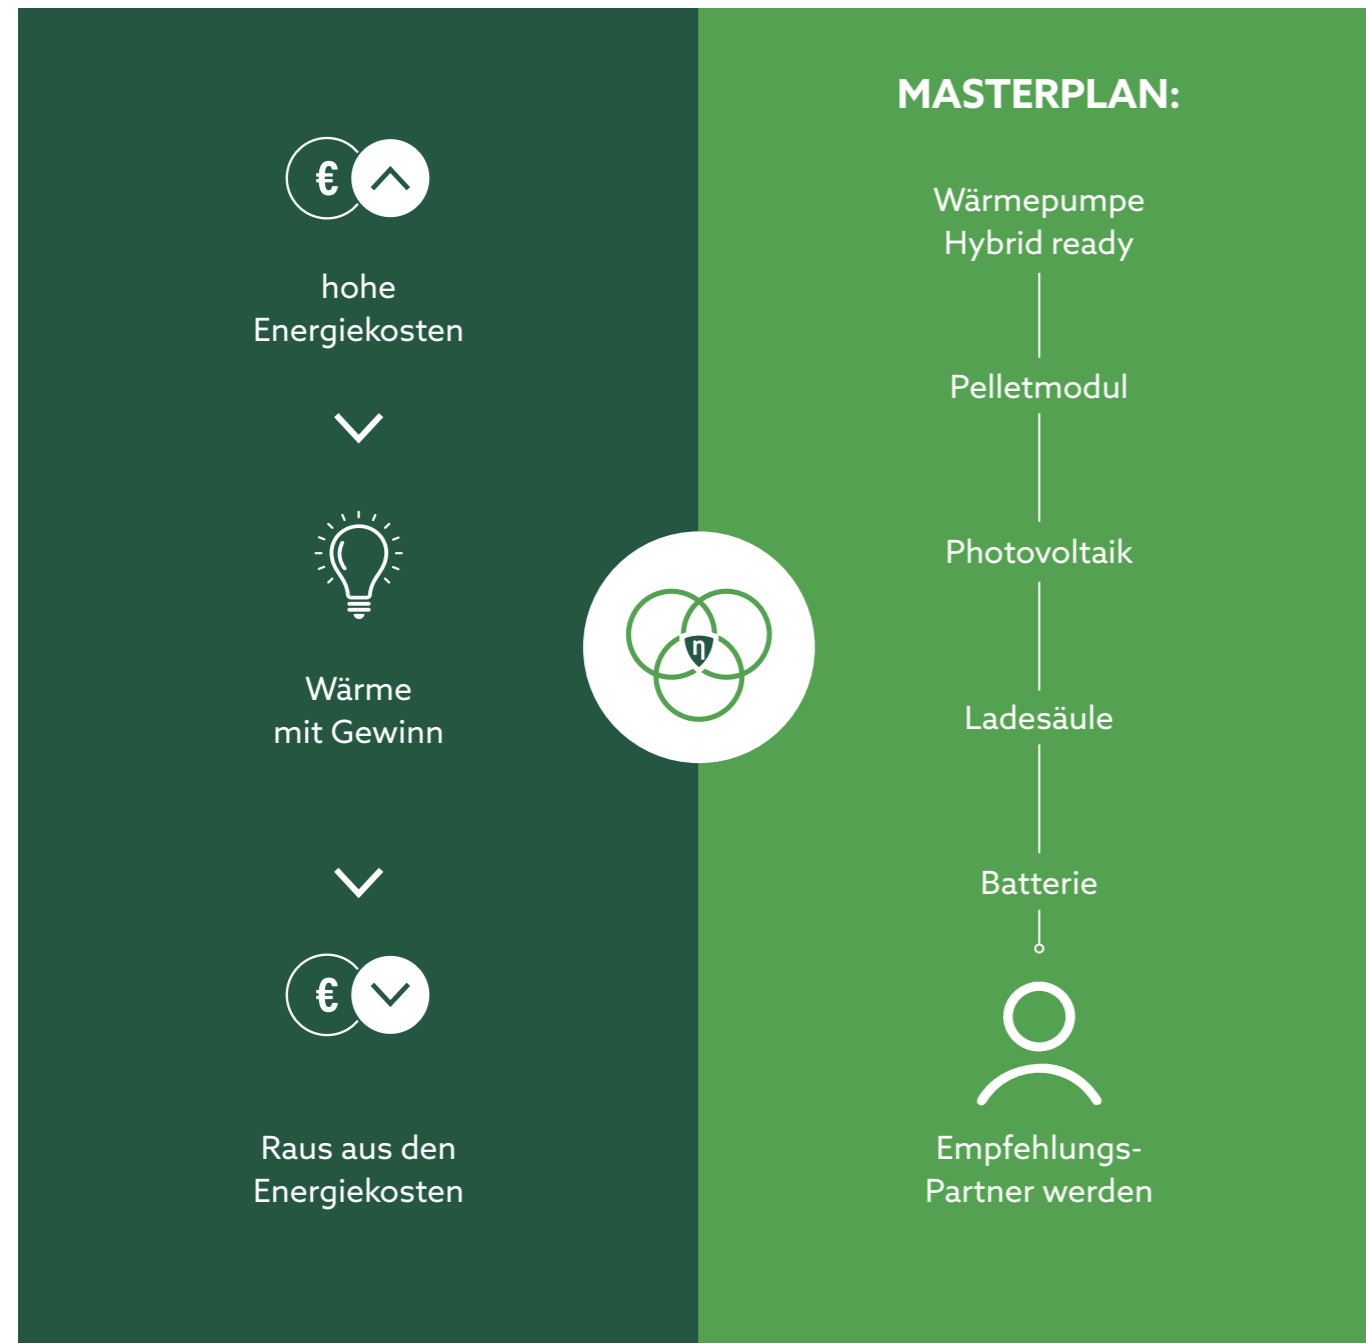 €
hohe
Energiekosten
Wärme
mit Gewinn
€
Raus aus den
Energiekosten
η
MASTERPLAN:
Wärmepumpe
Hybrid ready
Pelletmodul
Photovoltaik
Ladesäule
Batterie
Empfehlungs-
Partner werden